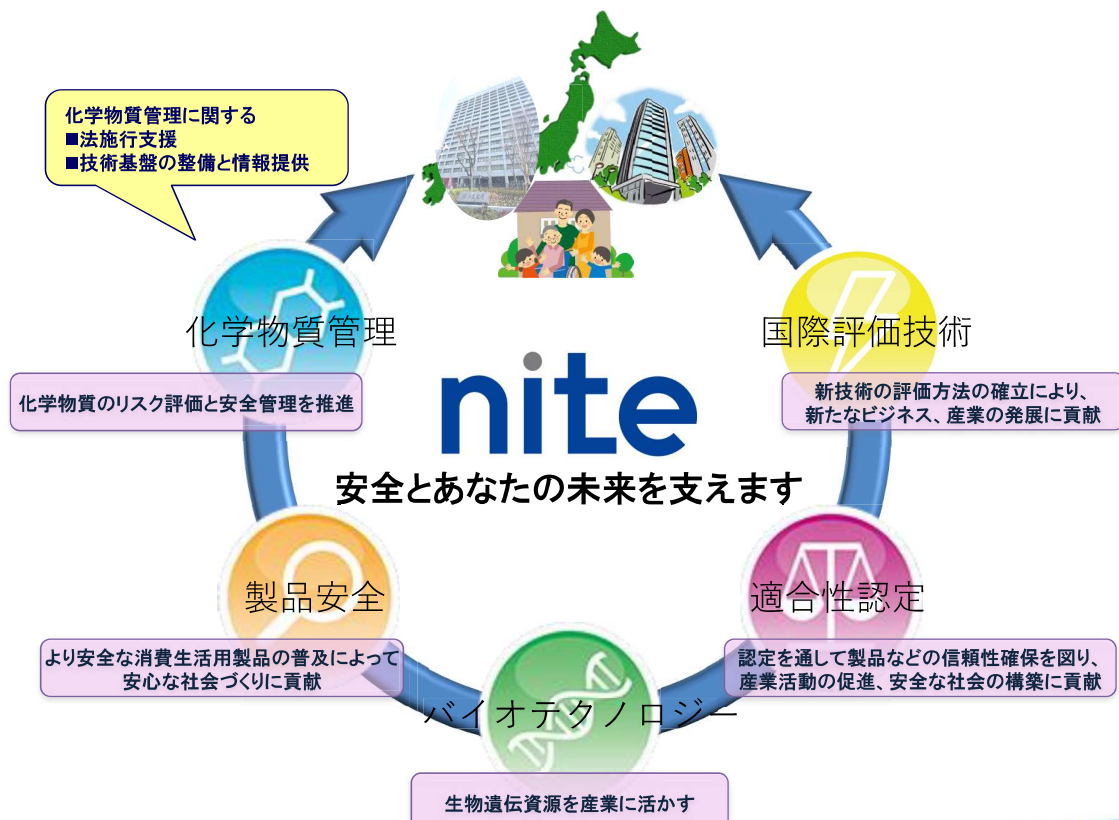 化学物質管理に関する
■法施行支援
■技術基盤の整備と情報提供
化学物質管理
化学物質のリスク評価と安全管理を推進
国際評価技術
新技術の評価方法の確立により、
新たなビジネス、産業の発展に貢献
nite
安全とあなたの未来を支えます
製品安全
より安全な消費生活用製品の普及によって
安心な社会づくりに貢献
適合性認定
認定を通して製品などの信頼性確保を図り、
産業活動の促進、安全な社会の構築に貢献
バイオテクノロジー
生物遺伝資源を産業に活かす